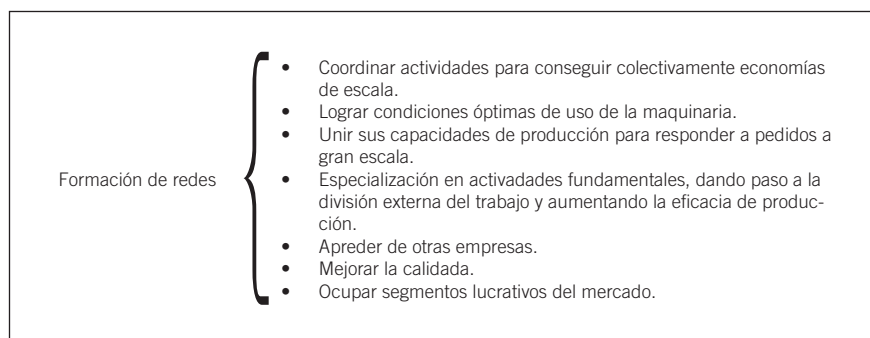 Formación de redes
• Coordinar actividades para conseguir colectivamente economías
de escala.
• Lograr condiciones óptimas de uso de la maquinaria.
• Unir sus capacidades de producción para responder a pedidos a
gran escala.
• Especialización en activadades fundamentales, dando paso a la
división externa del trabajo y aumentando la eficacia de produc-
ción.
• Apreder de otras empresas.
• Mejorar la calidada.
• Ocupar segmentos lucrativos del mercado.